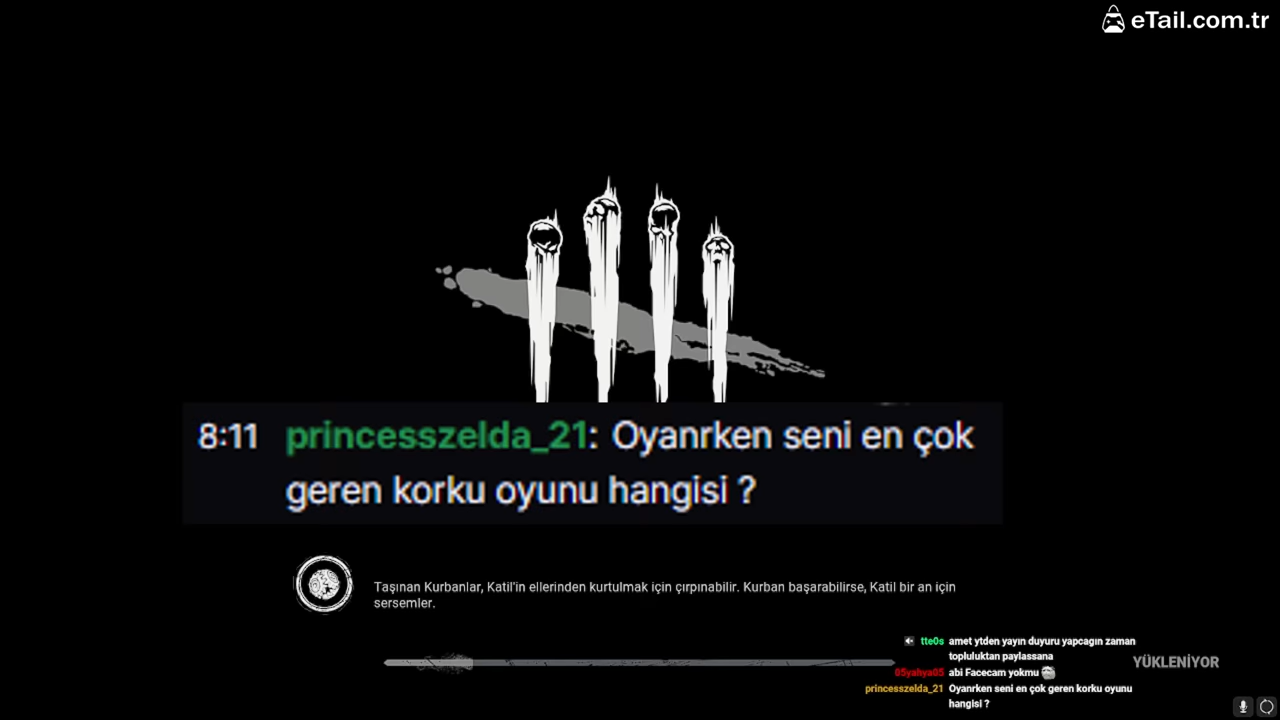 eTail.com.tr
8:11 princesszelda_21: Oyanrken seni en çok
geren korku oyunu hangisi ?
Taşınan Kurbanlar, Katil'in ellerinden kurtulmak için çırpınabilir. Kurban başarabilirse, Katil bir an için
sersemler.
tte0s amet ytden yayın duyuru yapcagın zaman
topluluktan paylassana
YÜKLENİYOR
05yahya05 abi Facecam yokmu
princesszelda_21 Oyanrken seni en çok geren korku oyunu
hangisi ?